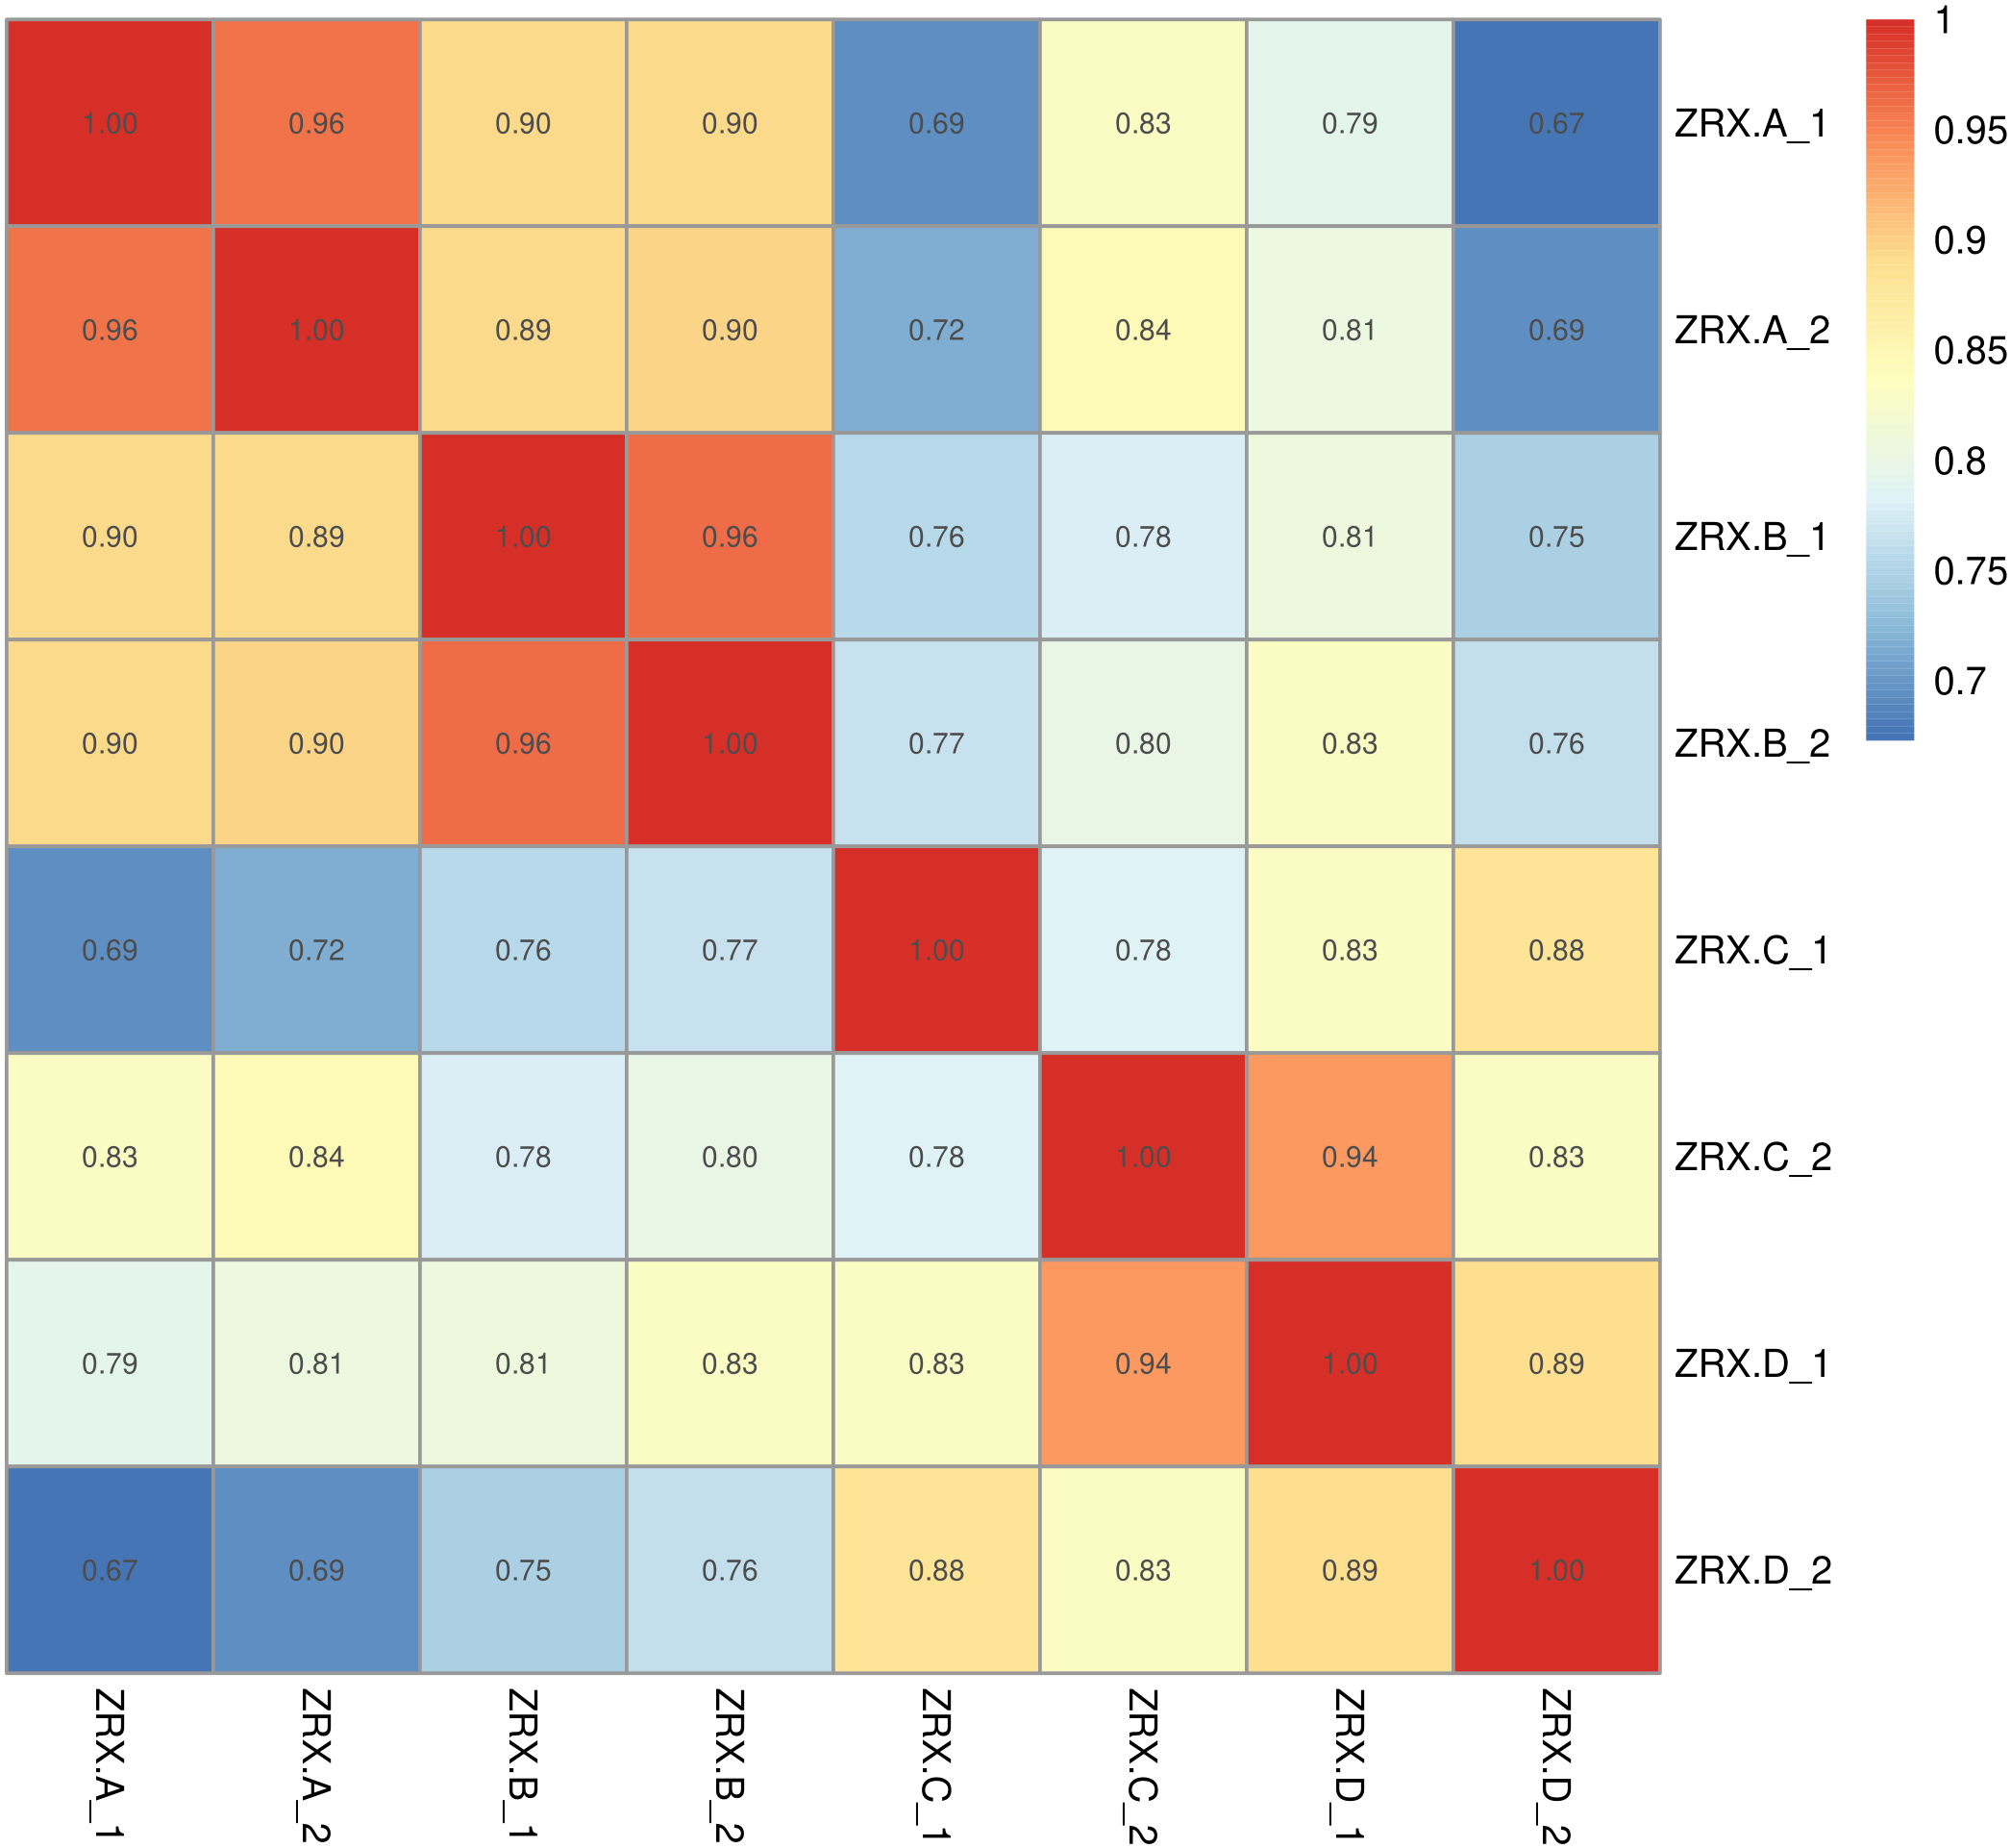 1.00 0.96 0.90 0.90 0.69 0.83 0.79 0.67 ZRX.A_1
0.96 1.00 0.89 0.90 0.72 0.84 0.81 0.69 ZRX.A_2
0.90 0.89 1.00 0.96 0.76 0.78 0.81 0.75 ZRX.B_1
0.90 0.90 0.96 1.00 0.77 0.80 0.83 0.76 ZRX.B_2
0.69 0.72 0.76 0.77 1.00 0.78 0.83 0.88 ZRX.C_1
0.83 0.84 0.78 0.80 0.78 1.00 0.94 0.83 ZRX.C_2
0.79 0.81 0.81 0.83 0.83 0.94 1.00 0.89 ZRX.D_1
0.67 0.69 0.75 0.76 0.88 0.83 0.89 1.00 ZRX.D_2
ZRX.A_1
ZRX.A_2
ZRX.B_1
ZRX.B_2
ZRX.C_1
ZRX.C_2
ZRX.D_1
ZRX.D_2
1
0.95
0.9
0.85
0.8
0.75
0.7